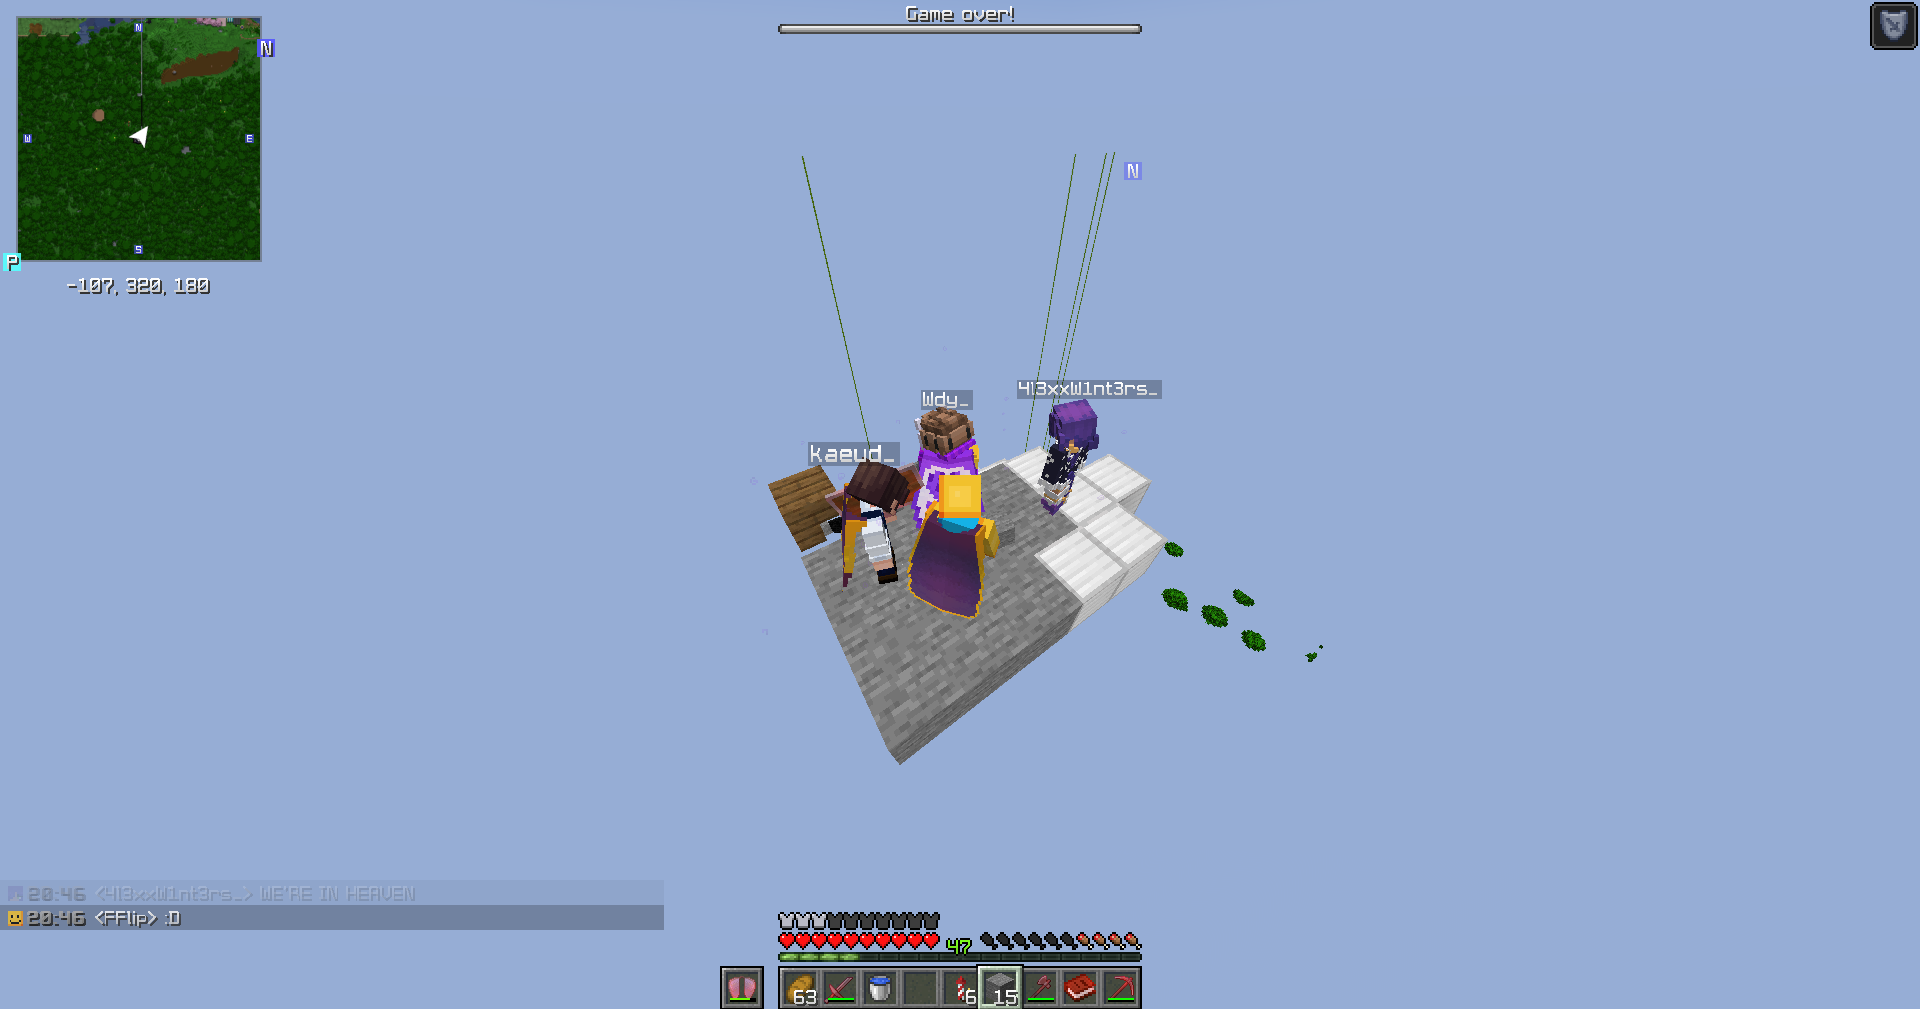 Game over!
N
N
W
E
S
P
-107, 320, 180
N
4l3xxW1nt3rs_
Wdy_
kaeud_
20:46 <4l3xxW1nt3rs_> WE'RE IN HEAVEN
20:46 <FFlip> :D
47
63
6
15